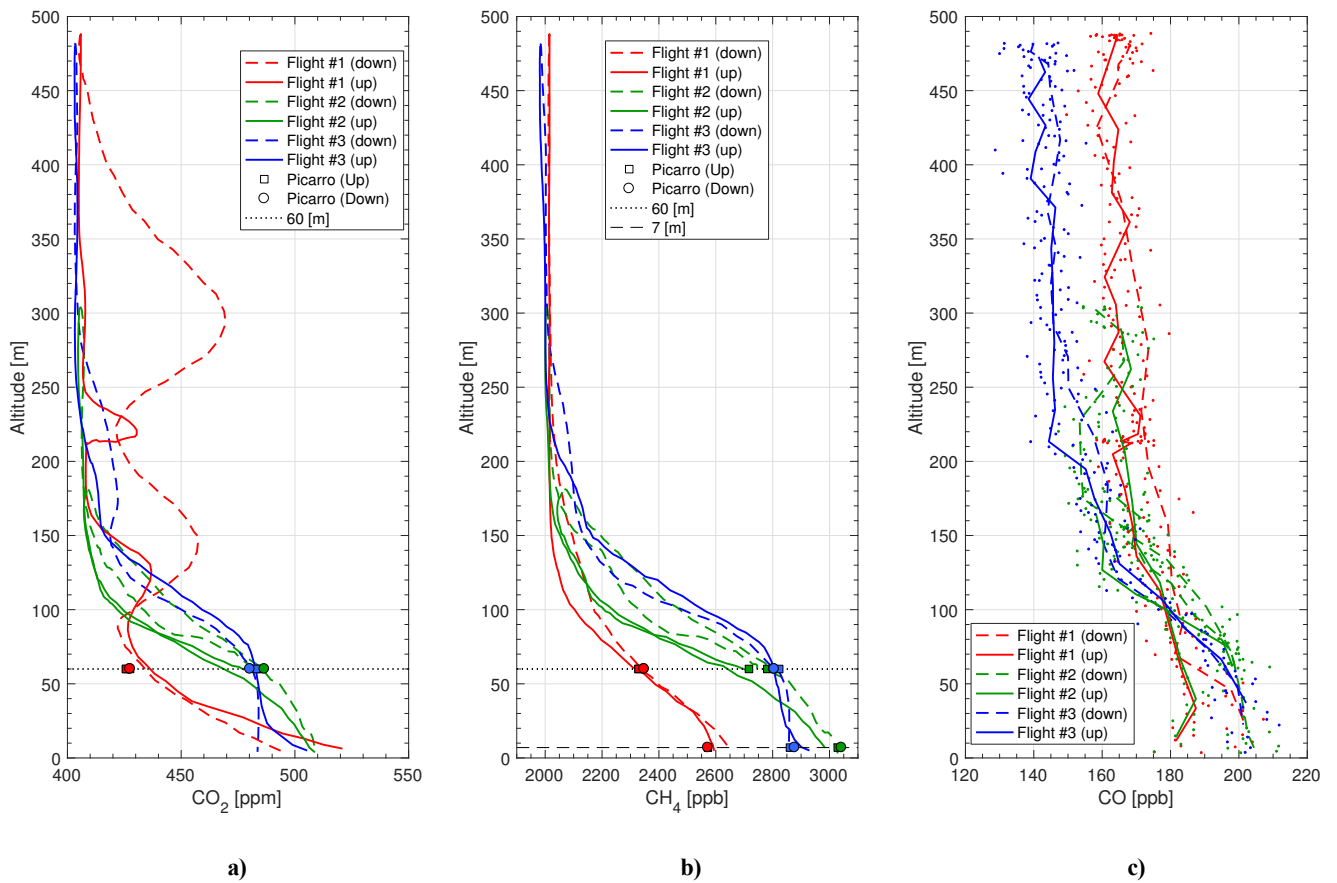 500
450
400
350
300
250
200
150
100
50
0
Altitude [m]
400
450
500
550
CO2 [ppm]
Flight #1 (down)
Flight #1 (up)
Flight #2 (down)
Flight #2 (up)
Flight #3 (down)
Flight #3 (up)
Picarro (Up)
Picarro (Down)
60 [m]
a)
500
450
400
350
300
250
200
150
100
50
0
Altitude [m]
2000
2200
2400
2600
2800
3000
CH4 [ppb]
Flight #1 (down)
Flight #1 (up)
Flight #2 (down)
Flight #2 (up)
Flight #3 (down)
Flight #3 (up)
Picarro (Up)
Picarro (Down)
60 [m]
7 [m]
b)
500
450
400
350
300
250
200
150
100
50
0
Altitude [m]
120
140
160
180
200
220
CO [ppb]
Flight #1 (down)
Flight #1 (up)
Flight #2 (down)
Flight #2 (up)
Flight #3 (down)
Flight #3 (up)
c)